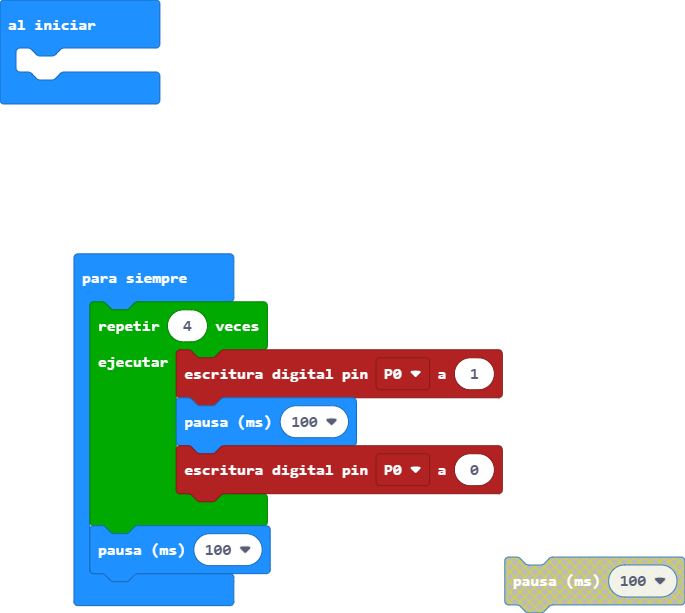 al iniciar
para siempre
repetir 4 veces
ejecutar
escritura digital pin P0 a 1
pausa (ms) 100
escritura digital pin P0 a 0
pausa (ms) 100
pausa (ms) 100